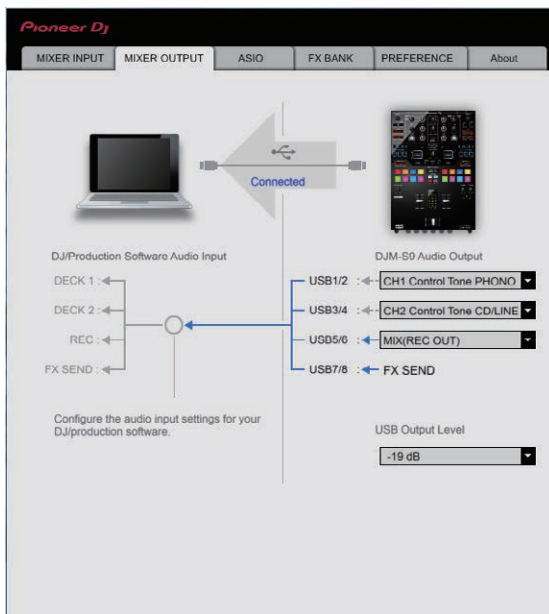 Pioneer Dj
MIXER INPUT
MIXER OUTPUT
ASIO
FX BANK
PREFERENCE
About
Connected
DJ/Production Software Audio Input
DJM-S9 Audio Output
DECK 1 :
USB1/2 : CH1 Control Tone PHONO
DECK 2 :
USB3/4 : CH2 Control Tone CD/LINE
REC :
USB5/6 : MIX(REC OUT)
FX SEND :
USB7/8 : FX SEND
Configure the audio input settings for your
DJ/production software.
USB Output Level
-19 dB